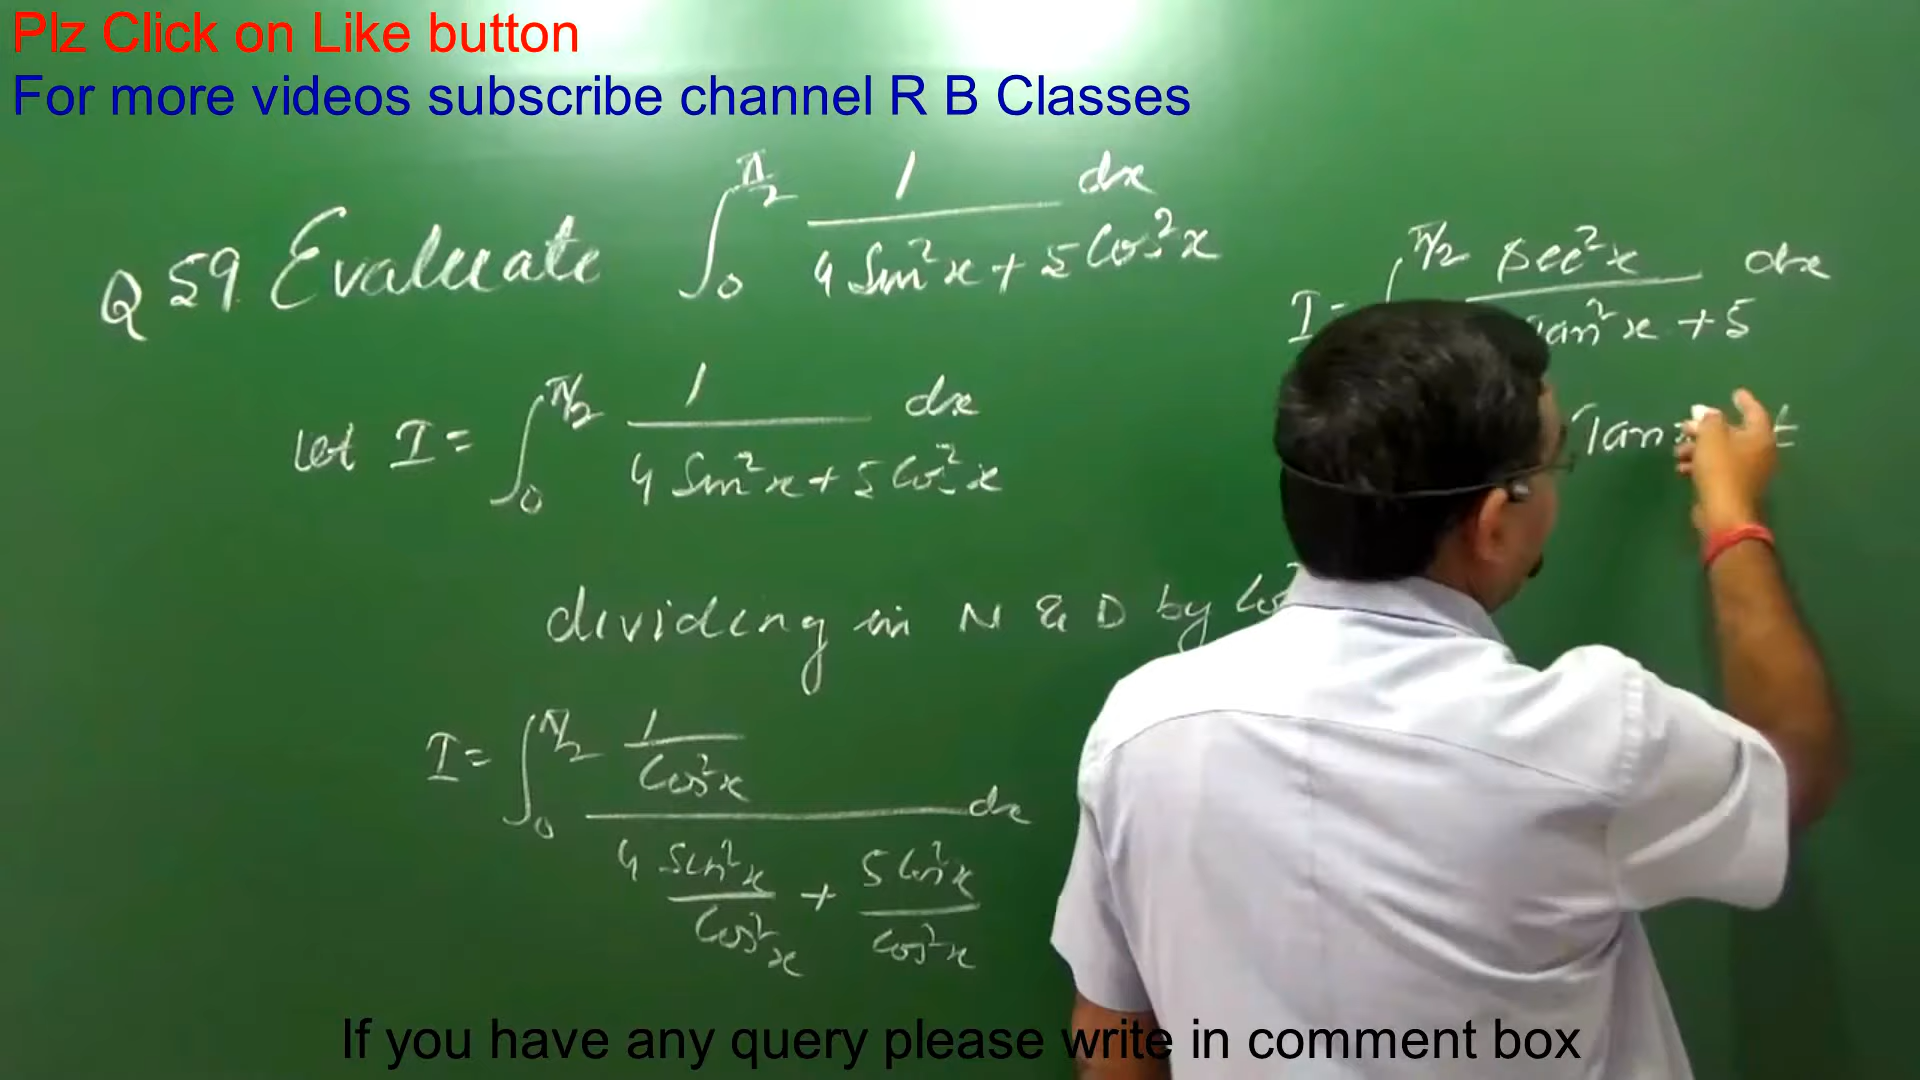 Plz Click on Like button
For more videos subscribe channel R B Classes
Q 59. Evaluate ∫₀^π/2 1/(4 Sin²x + 5 Cos²x) dx
let I = ∫₀^π/2 1/(4 Sin²x + 5 Cos²x) dx
dividing in N & D by Cos²
I = ∫₀^π/2 (1/Cos²x)/(4 Sin²x/Cos²x + 5 Cos²x/Cos²x) dx
I = ∫^π/2 sec²x/(Tan²x + 5) dx
Tan t
If you have any query please write in comment box